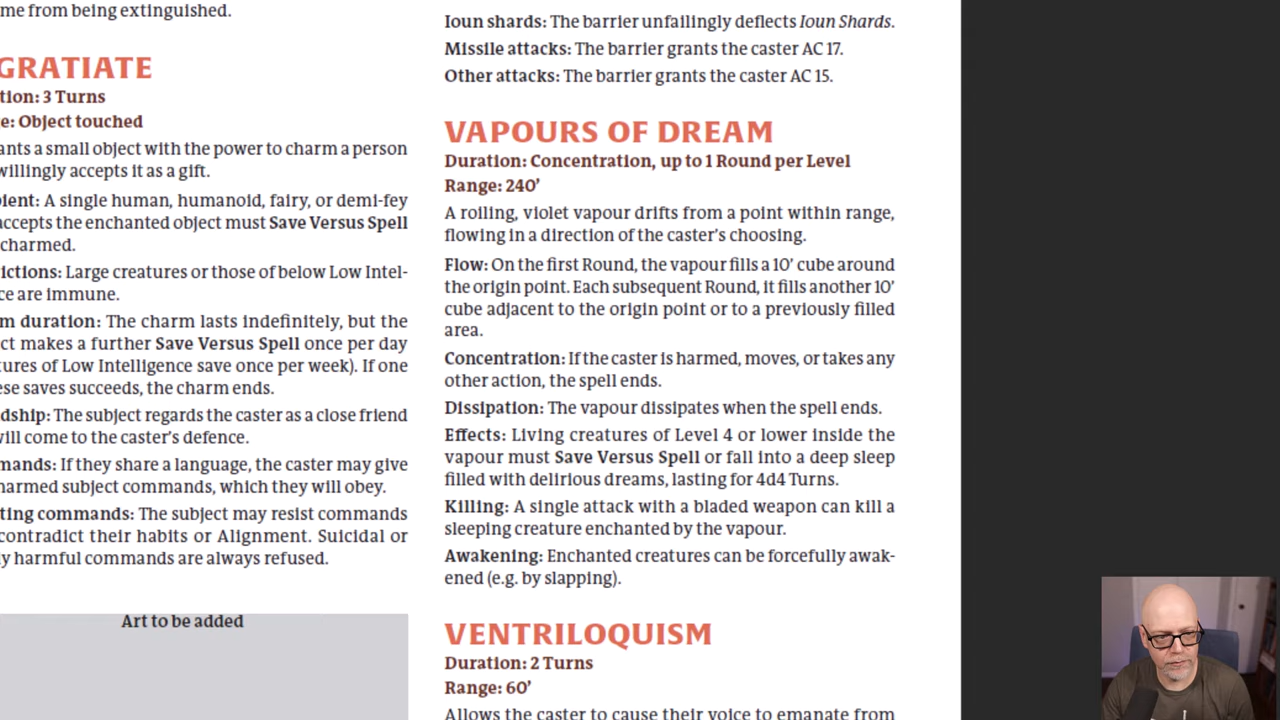 me from being extinguished.
GRATIATE
tion: 3 Turns
e: Object touched
ants a small object with the power to charm a person
willingly accepts it as a gift.
pient: A single human, humanoid, fairy, or demi-fey
accepts the enchanted object must Save Versus Spell
charmed.
ictions: Large creatures or those of below Low Intel-
ce are immune.
m duration: The charm lasts indefinitely, but the
ct makes a further Save Versus Spell once per day
tures of Low Intelligence save once per week). If one
ese saves succeeds, the charm ends.
dship: The subject regards the caster as a close friend
will come to the caster's defence.
mands: If they share a language, the caster may give
harmed subject commands, which they will obey.
ting commands: The subject may resist commands
contradict their habits or Alignment. Suicidal or
ly harmful commands are always refused.
Art to be added
Ioun shards: The barrier unfailingly deflects Ioun Shards.
Missile attacks: The barrier grants the caster AC 17.
Other attacks: The barrier grants the caster AC 15.
VAPOURS OF DREAM
Duration: Concentration, up to 1 Round per Level
Range: 240'
A roiling, violet vapour drifts from a point within range,
flowing in a direction of the caster's choosing.
Flow: On the first Round, the vapour fills a 10' cube around
the origin point. Each subsequent Round, it fills another 10'
cube adjacent to the origin point or to a previously filled
area.
Concentration: If the caster is harmed, moves, or takes any
other action, the spell ends.
Dissipation: The vapour dissipates when the spell ends.
Effects: Living creatures of Level 4 or lower inside the
vapour must Save Versus Spell or fall into a deep sleep
filled with delirious dreams, lasting for 4d4 Turns.
Killing: A single attack with a bladed weapon can kill a
sleeping creature enchanted by the vapour.
Awakening: Enchanted creatures can be forcefully awak-
ened (e.g. by slapping).
VENTRILOQUISM
Duration: 2 Turns
Range: 60'
Allows the caster to cause their voice to emanate from